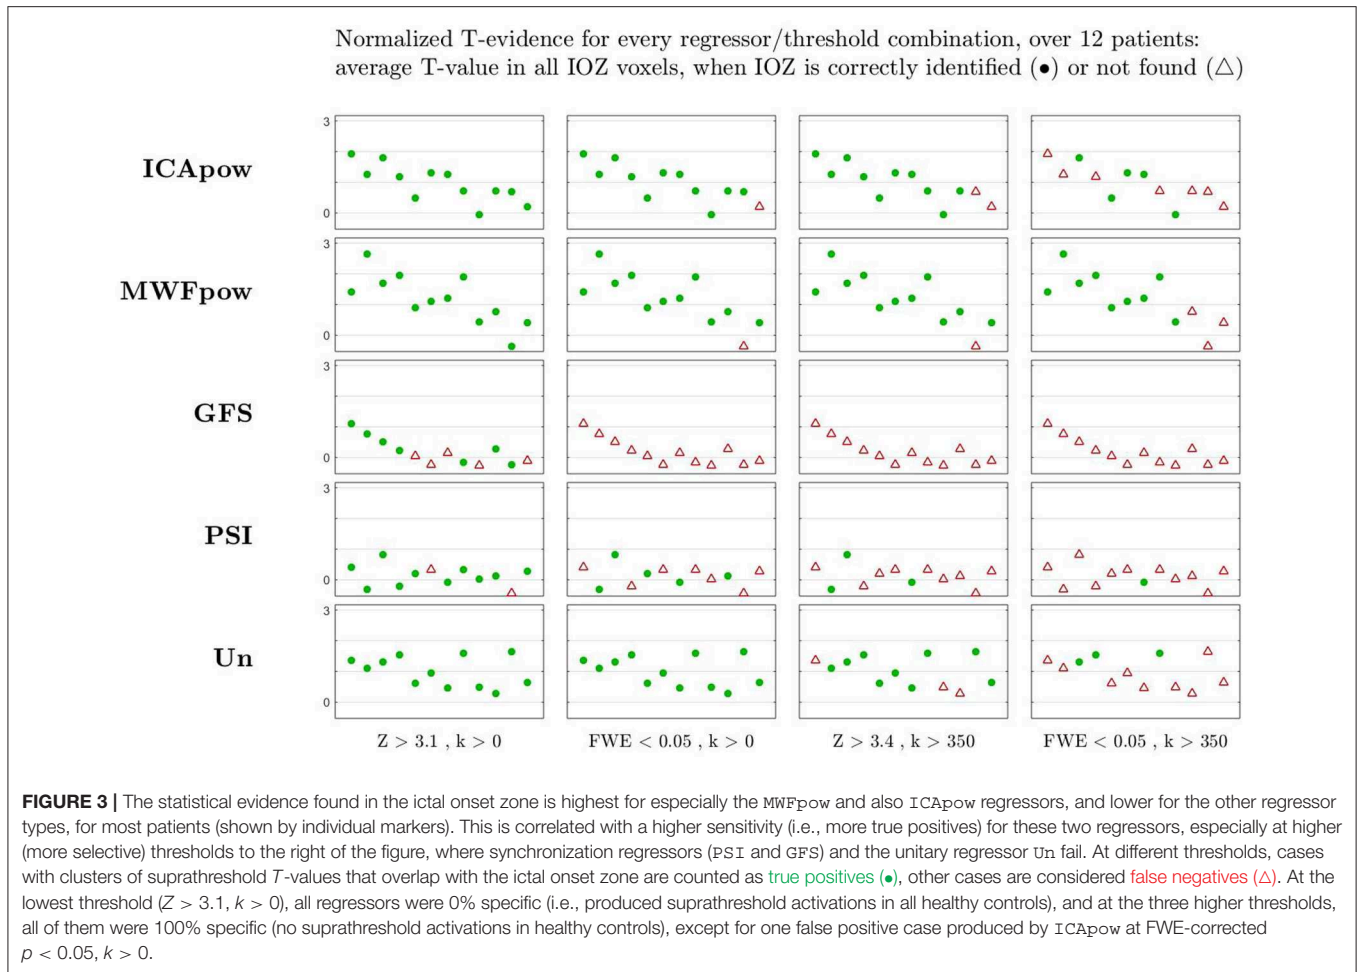 Normalized T-evidence for every regressor/threshold combination, over 12 patients:
average T-value in all IOZ voxels, when IOZ is correctly identified (●) or not found (△)
3
0
ICApow
3
0
MWFpow
3
0
GFS
3
0
PSI
3
0
Un
Z > 3.1 , k > 0
FWE < 0.05 , k > 0
Z > 3.4 , k > 350
FWE < 0.05 , k > 350
FIGURE 3 | The statistical evidence found in the ictal onset zone is highest for especially the MWFpow and also ICApow regressors, and lower for the other regressor
types, for most patients (shown by individual markers). This is correlated with a higher sensitivity (i.e., more true positives) for these two regressors, especially at higher
(more selective) thresholds to the right of the figure, where synchronization regressors (PSI and GFS) and the unitary regressor Un fail. At different thresholds, cases
with clusters of suprathreshold T-values that overlap with the ictal onset zone are counted as true positives (●), other cases are considered false negatives (△). At the
lowest threshold (Z > 3.1, k > 0), all regressors were 0% specific (i.e., produced suprathreshold activations in all healthy controls), and at the three higher thresholds,
all of them were 100% specific (no suprathreshold activations in healthy controls), except for one false positive case produced by ICApow at FWE-corrected
p < 0.05, k > 0.